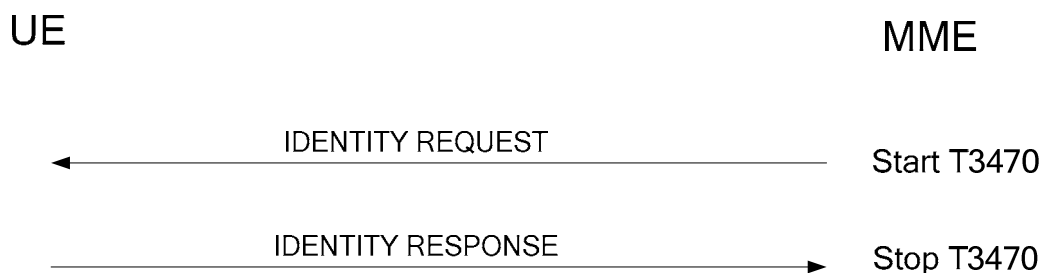 UE
MME
IDENTITY REQUEST
Start T3470
IDENTITY RESPONSE
Stop T3470